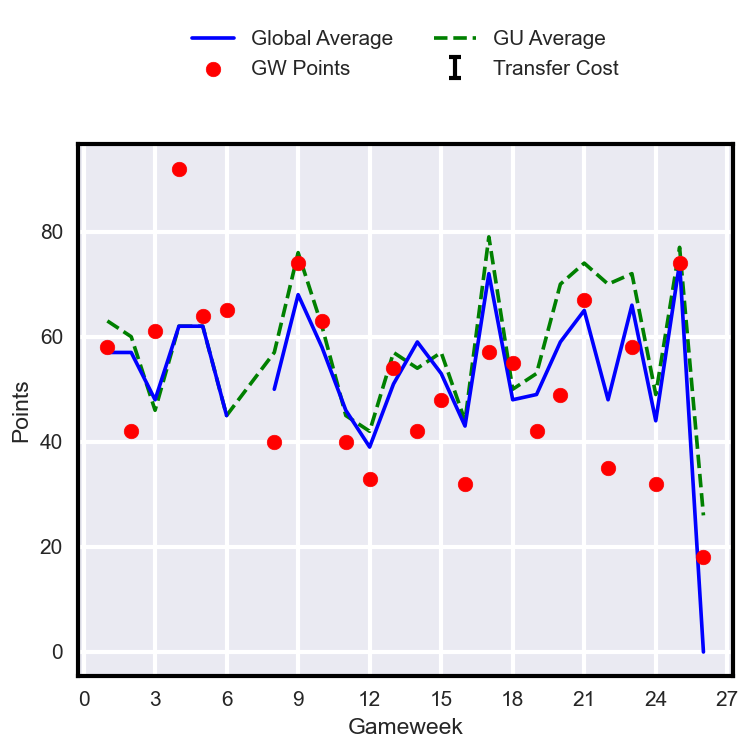 Global Average
GU Average
GW Points
Transfer Cost
80
60
40
20
0
Points
0 3 6 9 12 15 18 21 24 27
Gameweek